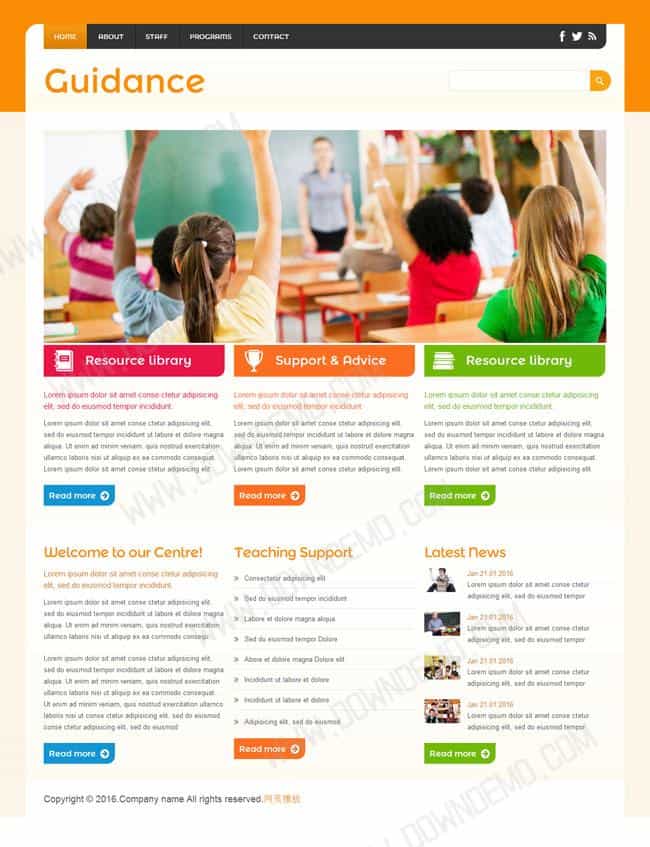 HOME ABOUT STAFF PROGRAMS CONTACT
Guidance
Resource library
Support & Advice
Resource library
Lorem ipsum dolor sit amet conse ctetur adipisicing
elit, sed do eiusmod tempor incididunt.
Lorem ipsum dolor sit amet conse ctetur adipisicing elit,
sed do eiusmod tempor incididunt ut labore et dolore magna
aliqua. Ut enim ad minim veniam, quis nostrud exercitation
ullamco laboris nisi ut aliquip ex ea commodo consequat.
Lorem ipsum dolor sit amet conse ctetur adipisicing elit
Read more
Lorem ipsum dolor sit amet conse ctetur adipisicing
elit, sed do eiusmod tempor incididunt.
Lorem ipsum dolor sit amet conse ctetur adipisicing elit,
sed do eiusmod tempor incididunt ut labore et dolore magna
aliqua. Ut enim ad minim veniam, quis nostrud exercitation
ullamco laboris nisi ut aliquip ex ea commodo consequat.
Lorem ipsum dolor sit amet conse ctetur adipisicing elit
Read more
Lorem ipsum dolor sit amet conse ctetur adipisicing
elit, sed do eiusmod tempor incididunt.
Lorem ipsum dolor sit amet conse ctetur adipisicing elit,
sed do eiusmod tempor incididunt ut labore et dolore magna
aliqua. Ut enim ad minim veniam, quis nostrud exercitation
ullamco laboris nisi ut aliquip ex ea commodo consequat.
Lorem ipsum dolor sit amet conse ctetur adipisicing elit
Read more
Welcome to our Centre!
Lorem ipsum dolor sit amet conse ctetur adipisicing
elit, sed do eiusmod tempor incididunt ut
Lorem ipsum dolor sit amet conse ctetur adipisicing elit,
sed do eiusmod tempor incididunt ut labore et dolore magna
aliqua. Ut enim ad minim veniam, quis nostrud exercitation
ullamco laboris nisi ut aliquip ex ea commodo consequ
Lorem ipsum dolor sit amet conse ctetur adipisicing elit,
sed do eiusmod tempor incididunt ut labore et dolore magna
aliqua. Ut enim ad minim veniam, quis nostrud exercitation
ullamco laboris nisi ut aliquip ex ea commodo consequat.
Ut enim ad minim veniam, quis nostrud exercitation ullamco
laboris nisi ut aliquip ex ea commodo consequat.
Lorem ipsum dolor sit amet conse ctetur adipisicing elit,
sed do eiusmod tempor incididunt ut labore et dolore eiusmod
conse ctetur adipisicing elit, sed do eiusmod
Read more
Teaching Support
» Consectetur adipisicing elit
» Sed do eiusmod tempor incididunt
» Labore et dolore magna aliqua
» Sed do eiusmod tempor Dolore
» Abore et dolore magna Dolore elit
» Incididunt ut labore et dolore
» Incididunt ut labore et dolore
» Adipisicing elit, sed do eiusmod
Read more
Latest News
Jan 21 01 2016
Lorem ipsum dolor sit amet conse ctetur
adipisicing elit, sed do eiusmod tempor
Jan 21 01 2016
Lorem ipsum dolor sit amet conse ctetur
adipisicing elit, sed do eiusmod tempor
Jan 21 01 2016
Lorem ipsum dolor sit amet conse ctetur
adipisicing elit, sed do eiusmod tempor
Jan 21 01 2016
Lorem ipsum dolor sit amet conse ctetur
adipisicing elit, sed do eiusmod tempor
Read more
Copyright © 2016.Company name All rights reserved.网页模板
WWW.DOWNDEMO.COM